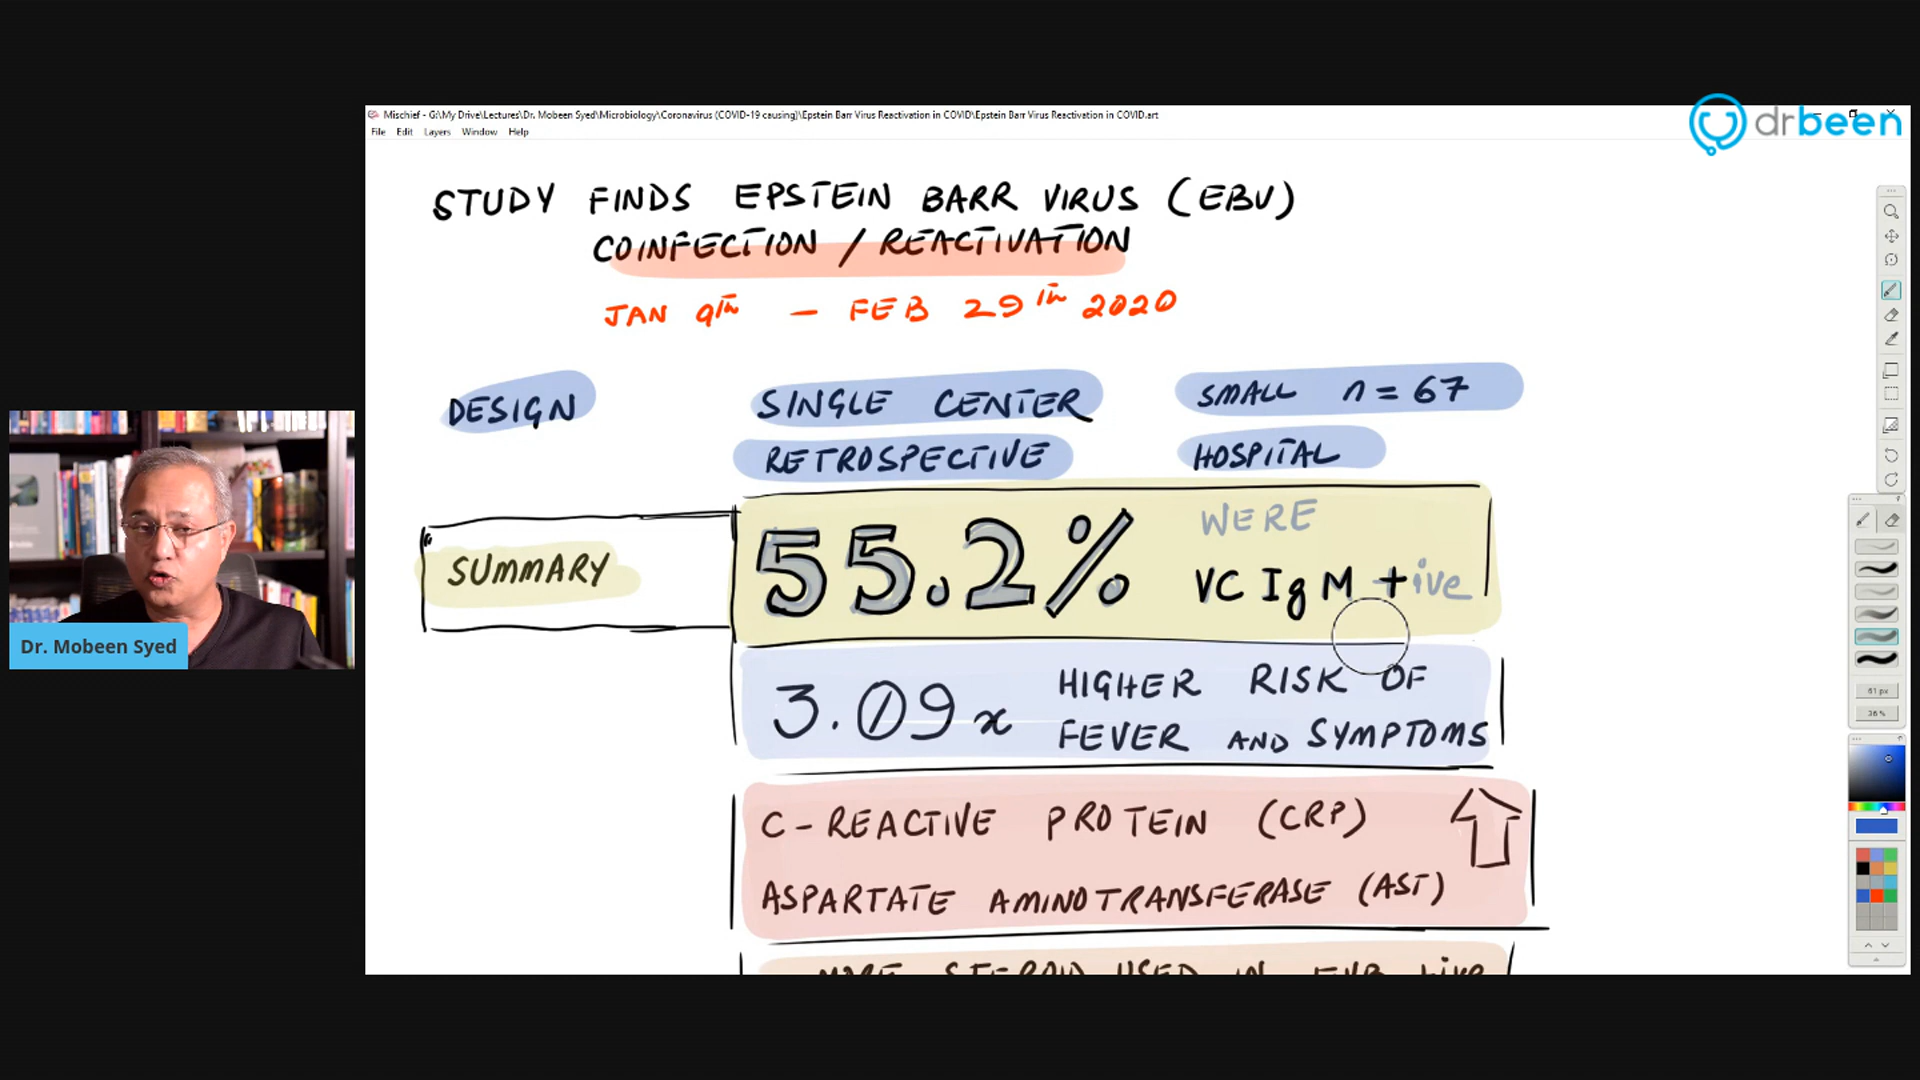 Mischief - G:\My Drive\Lectures\Dr. Mobeen Syed\Microbiology\Coronavirus (COVID-19 causing)\Epstein Barr Virus Reactivation in COVID\Epstein Barr Virus Reactivation in COVID.art
File Edit Layers Window Help
drbeen
STUDY FINDS EPSTEIN BARR VIRUS (EBV)
COINFECTION / REACTIVATION
JAN 9th - FEB 29th 2020
DESIGN
SINGLE CENTER
SMALL n = 67
RETROSPECTIVE
HOSPITAL
SUMMARY
55.2% WERE
VC IgM +ive
3.09x HIGHER RISK OF
FEVER AND SYMPTOMS
C-REACTIVE PROTEIN (CRP)
ASPARTATE AMINOTRANSFERASE (AST)
Dr. Mobeen Syed
61 px
36%